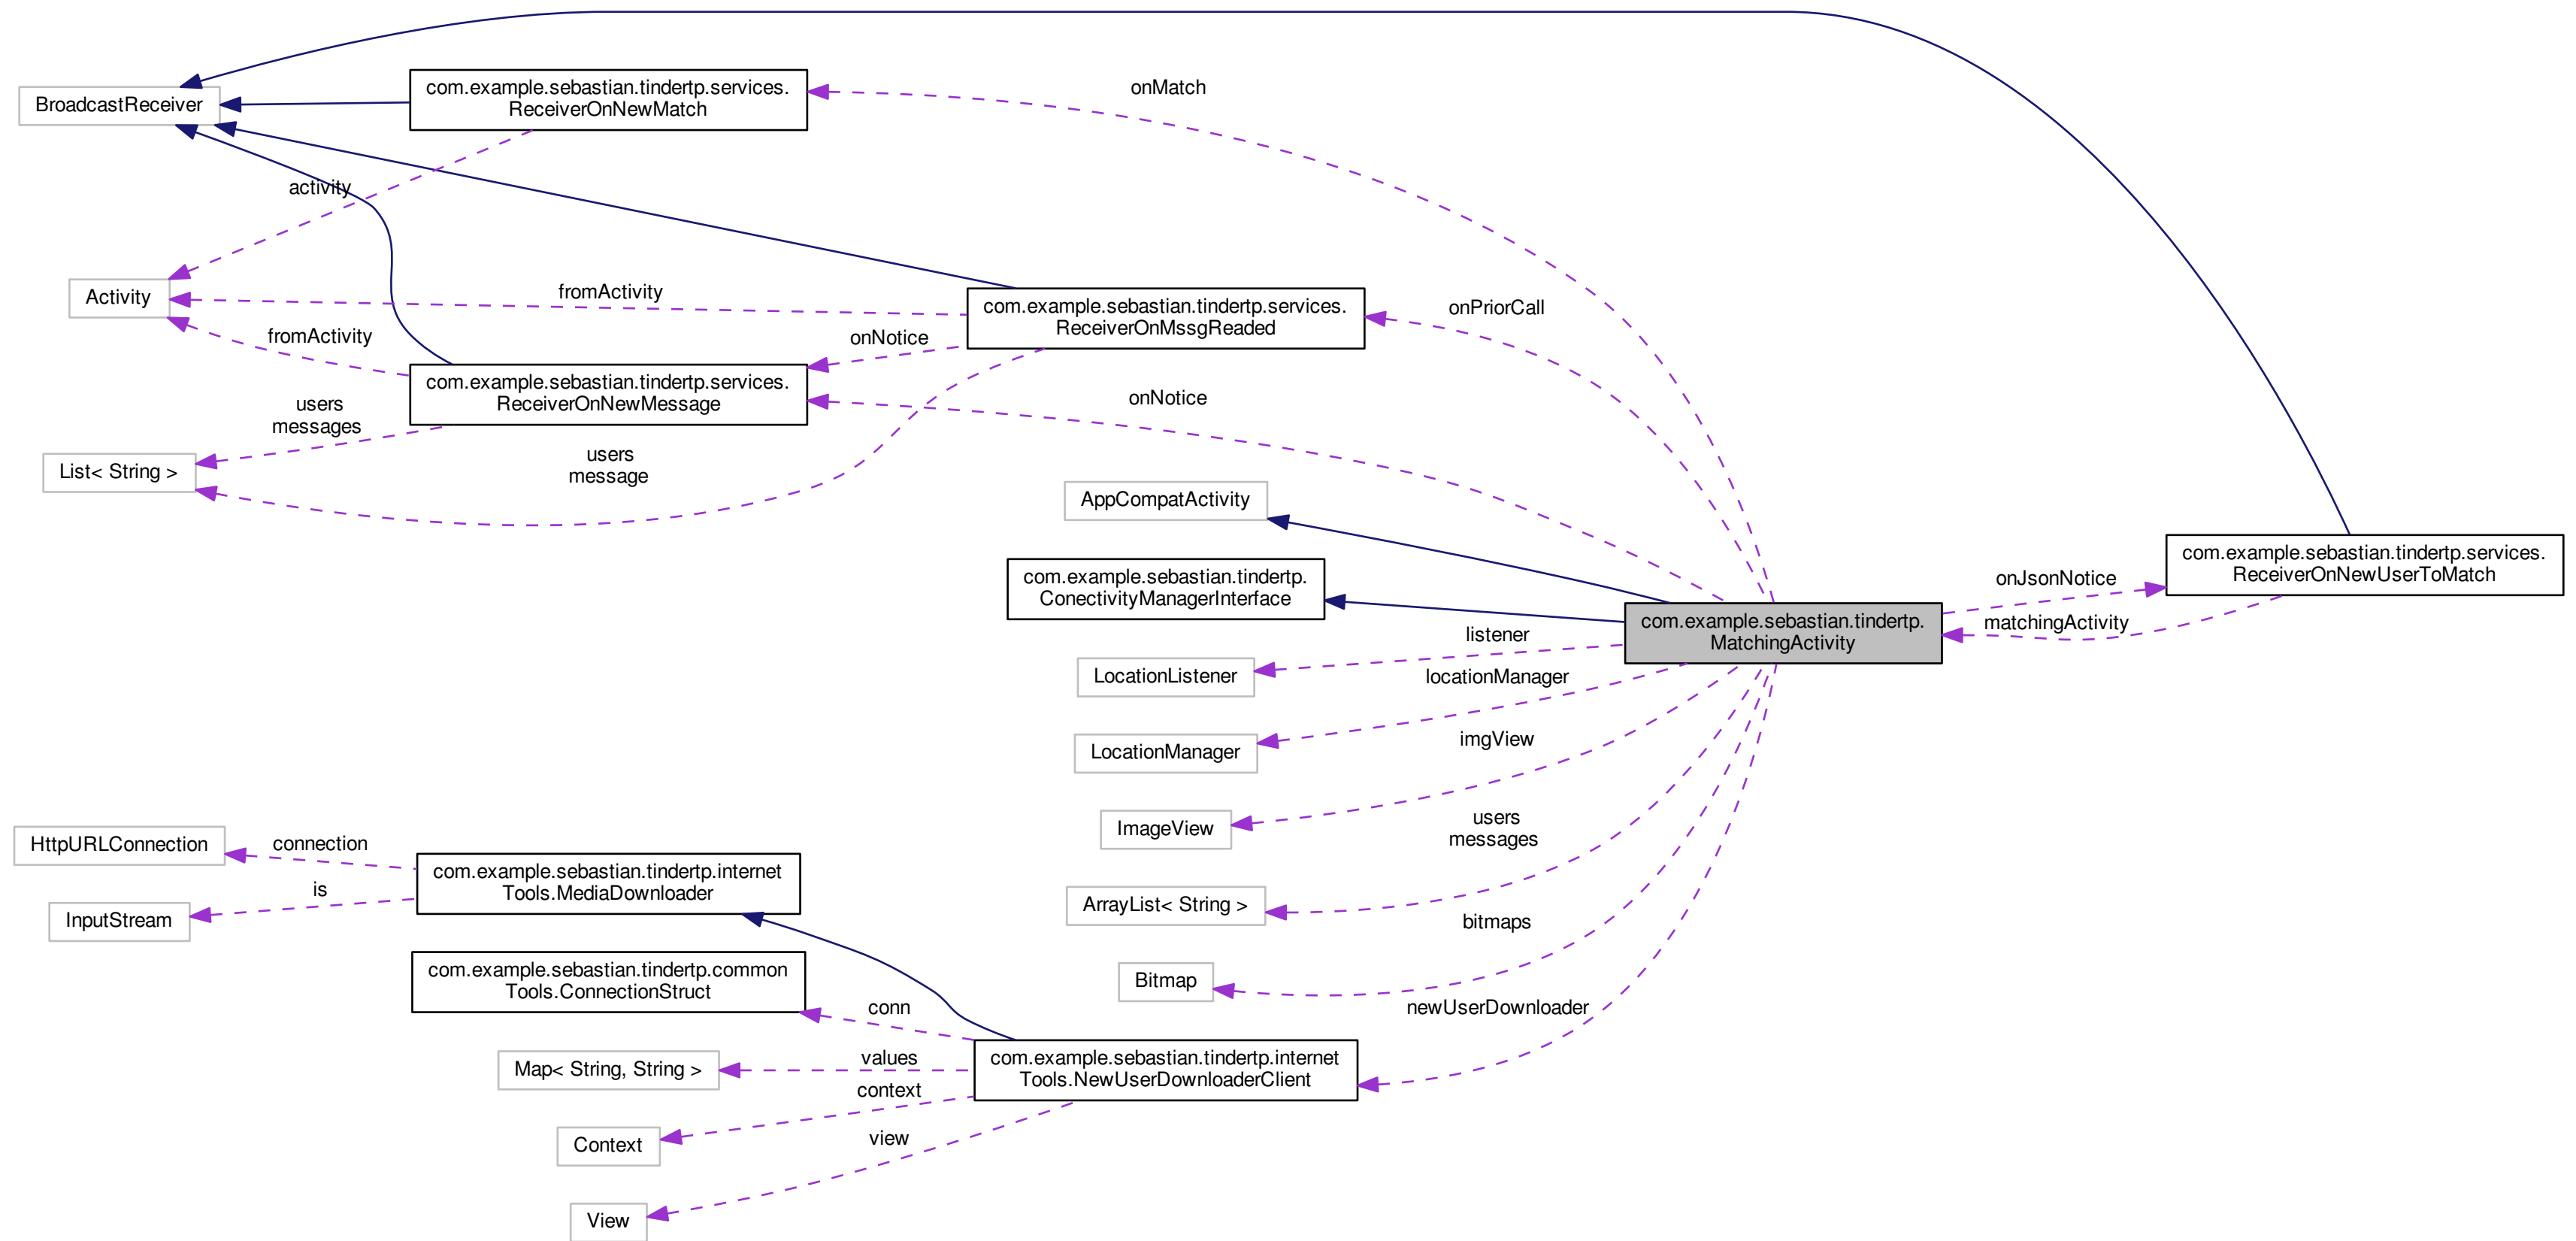 onMatch
com.example.sebastian.tindertp.services.
ReceiverOnNewMatch
BroadcastReceiver
activity
Activity
fromActivity
com.example.sebastian.tindertp.services.
ReceiverOnMssgReaded
onPriorCall
fromActivity
onNotice
com.example.sebastian.tindertp.services.
ReceiverOnNewMessage
onNotice
users
messages
List< String >
users
message
AppCompatActivity
com.example.sebastian.tindertp.services.
ReceiverOnNewUserToMatch
com.example.sebastian.tindertp.
ConectivityManagerInterface
onJsonNotice
matchingActivity
com.example.sebastian.tindertp.
MatchingActivity
listener
LocationListener
locationManager
LocationManager
imgView
ImageView
users
messages
HttpURLConnection
connection
com.example.sebastian.tindertp.internet
Tools.MediaDownloader
is
InputStream
ArrayList< String >
bitmaps
com.example.sebastian.tindertp.common
Tools.ConnectionStruct
Bitmap
conn
newUserDownloader
com.example.sebastian.tindertp.internet
Tools.NewUserDownloaderClient
values
Map< String, String >
context
Context
view
View